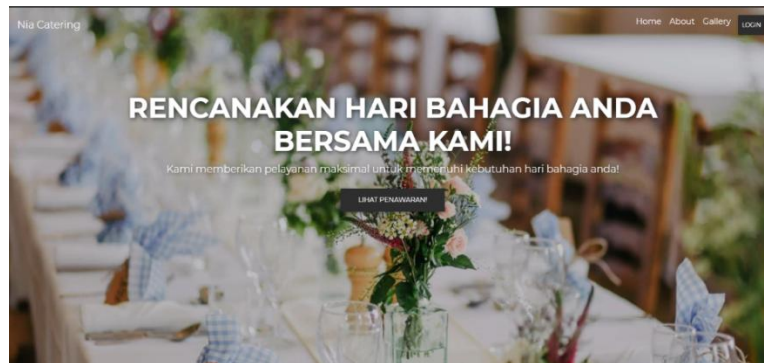 Nia Catering
Home About Gallery LOGIN
RENCANAKAN HARI BAHAGIA ANDA
BERSAMA KAMI!
Kami memberikan pelayanan maksimal untuk memenuhi kebutuhan hari bahagia anda!
LIHAT PENAWARAN!